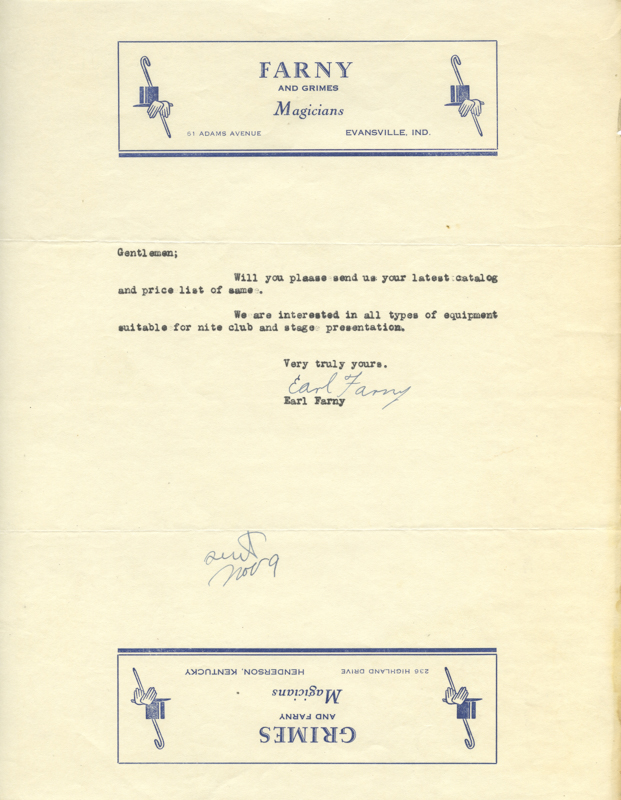 FARNY
AND GRIMES
Magicians
51 ADAMS AVENUE EVANSVILLE, IND.
Gentlemen;
Will you please send us your latest catalog
and price list of same.
We are interested in all types of equipment
suitable for nite club and stage presentation.
Very truly yours.
Earl Farny
Earl Farny
sent
Nov 9
GRIMES
AND FARNY
Magicians
236 HIGHLAND DRIVE HENDERSON, KENTUCKY